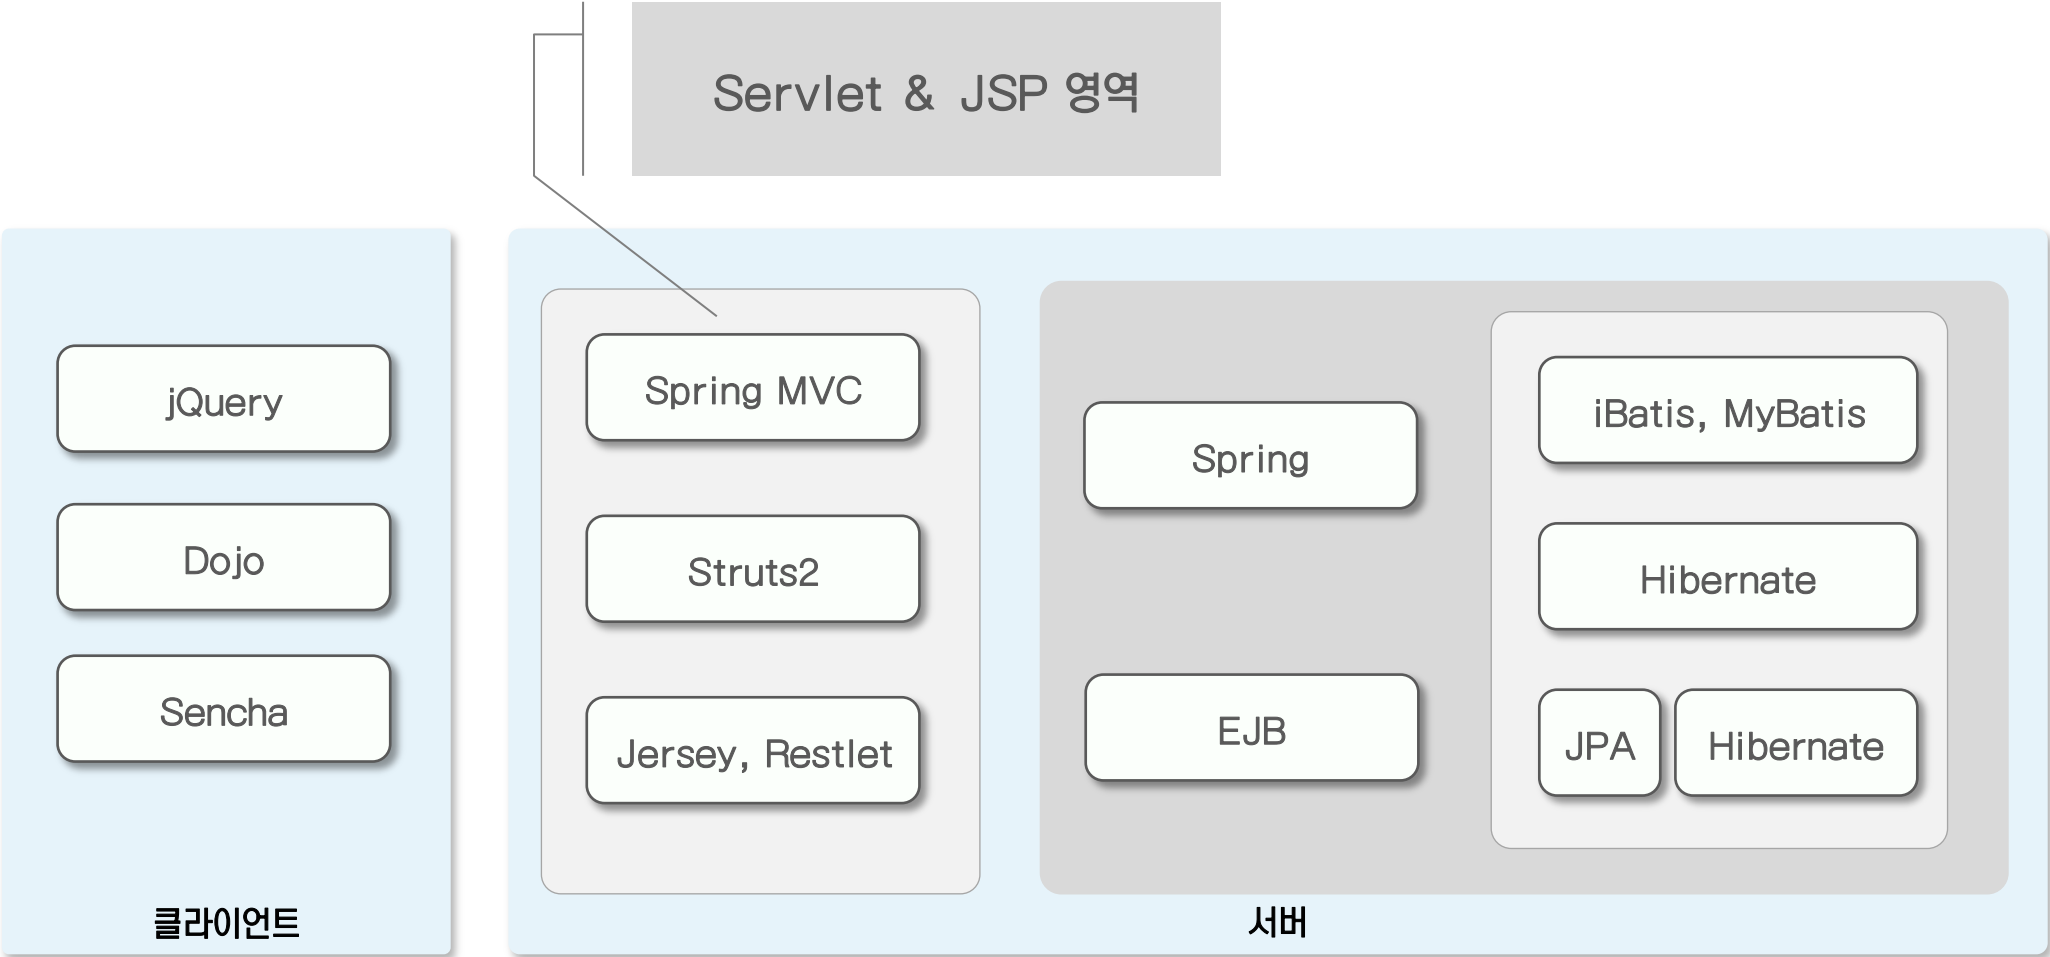 Servlet & JSP 영역
jQuery
Dojo
Sencha
클라이언트
Spring MVC
Struts2
Jersey, Restlet
Spring
EJB
iBatis, MyBatis
Hibernate
JPA
Hibernate
서버